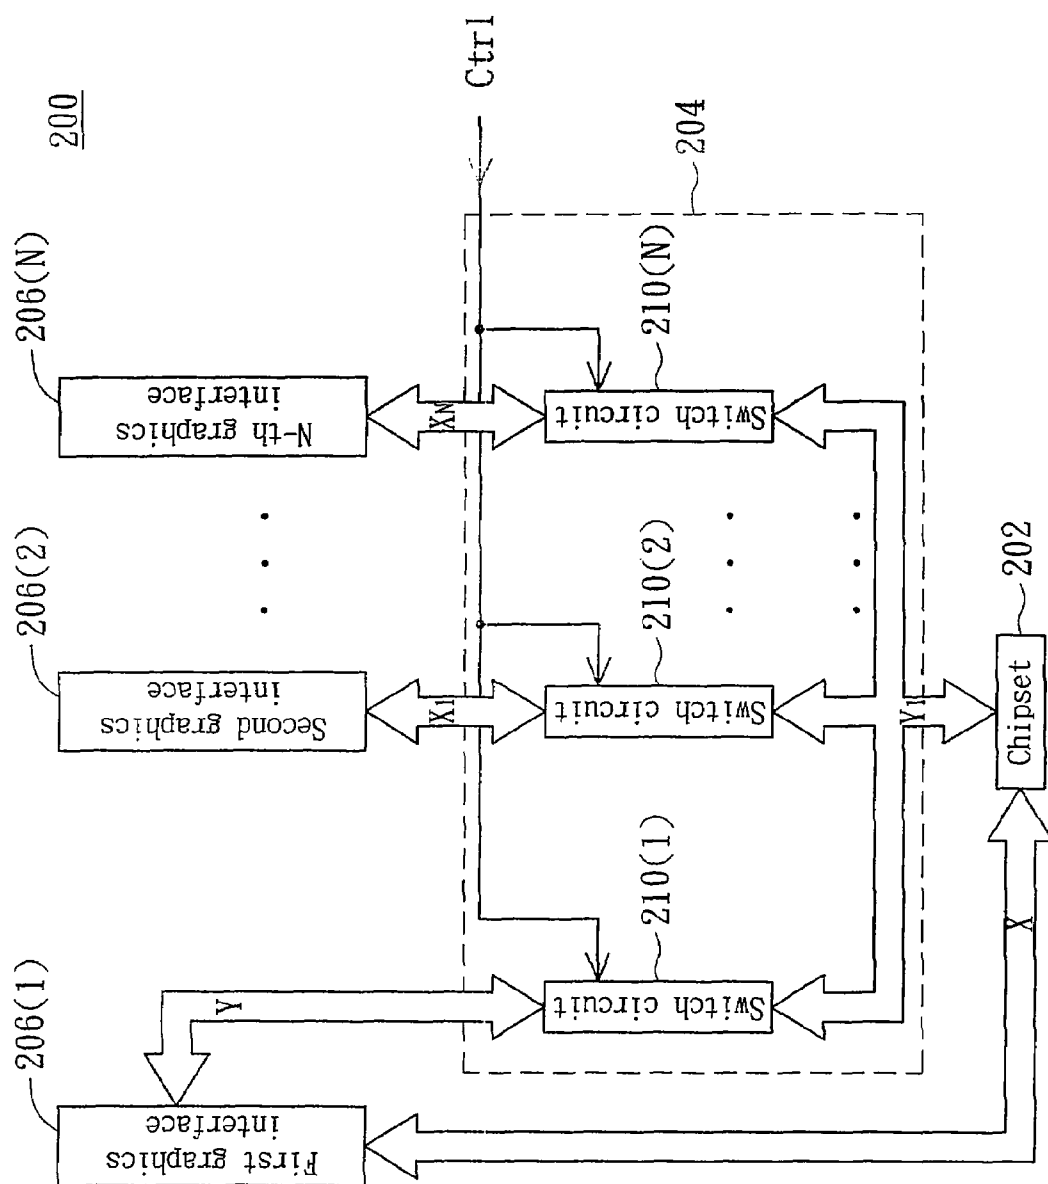 200
Ctrl
204
206(N)
N-th graphics
interface
XN
210(N)
Switch circuit
206(2)
Second graphics
interface
X1
210(2)
Switch circuit
Y1
202
Chipset
210(1)
Switch circuit
Y
X
206(1)
First graphics
interface